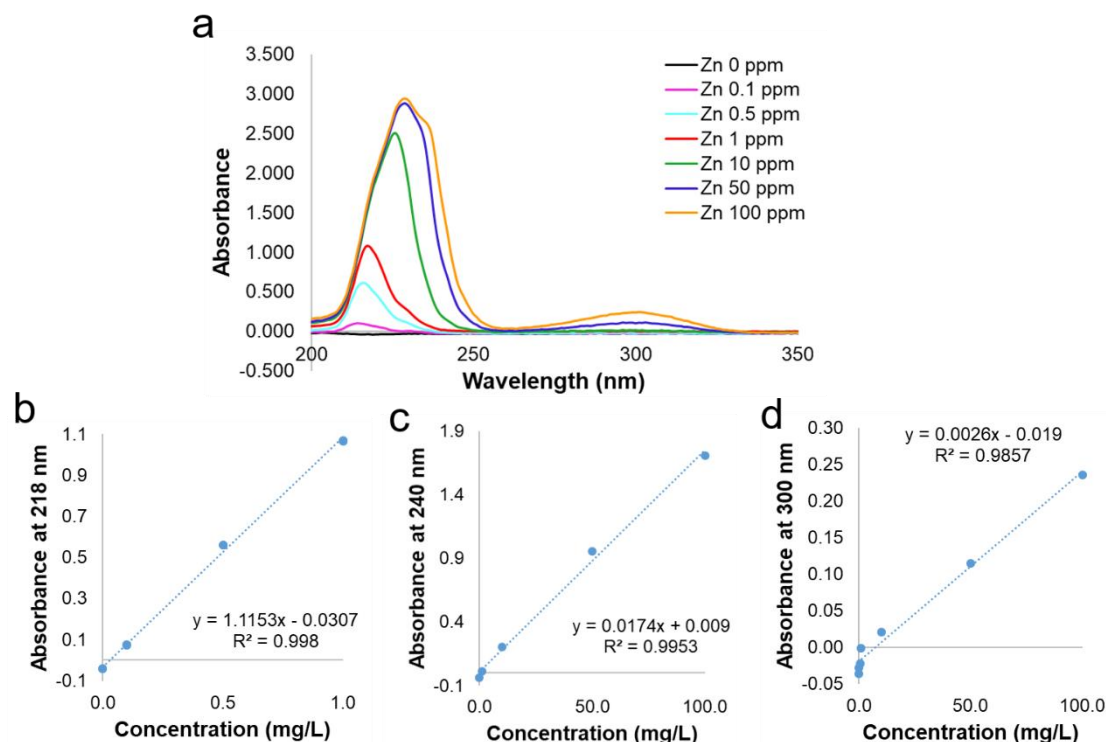 a
3.500
3.000
2.500
2.000
1.500
1.000
0.500
0.000
-0.500
Absorbance
200
250
300
350
Wavelength (nm)
Zn 0 ppm
Zn 0.1 ppm
Zn 0.5 ppm
Zn 1 ppm
Zn 10 ppm
Zn 50 ppm
Zn 100 ppm
b
1.1
0.9
0.7
0.5
0.3
0.1
-0.1
Absorbance at 218 nm
y = 1.1153x - 0.0307
R² = 0.998
0.0
0.5
1.0
Concentration (mg/L)
c
1.9
1.4
0.9
0.4
-0.1
Absorbance at 240 nm
y = 0.0174x + 0.009
R² = 0.9953
0.0
50.0
100.0
Concentration (mg/L)
d
0.30
0.25
0.20
0.15
0.10
0.05
0.00
-0.05
Absorbance at 300 nm
y = 0.0026x - 0.019
R² = 0.9857
0.0
50.0
100.0
Concentration (mg/L)